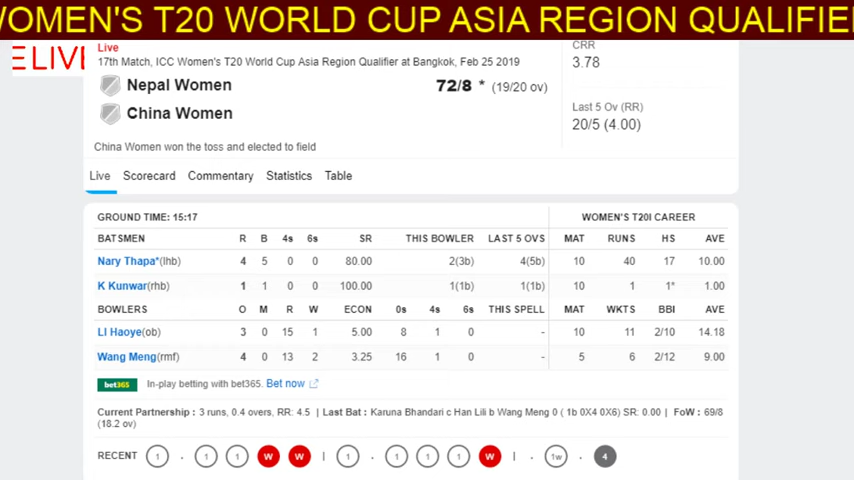 WOMEN'S T20 WORLD CUP ASIA REGION QUALIFIE
E LIVE
Live
17th Match, ICC Women's T20 World Cup Asia Region Qualifier at Bangkok, Feb 25 2019
Nepal Women 72/8 * (19/20 ov)
China Women
China Women won the toss and elected to field
CRR
3.78
Last 5 Ov (RR)
20/5 (4.00)
Live Scorecard Commentary Statistics Table
GROUND TIME: 15:17 WOMEN'S T20I CAREER
BATSMEN R B 4s 6s SR THIS BOWLER LAST 5 OVS MAT RUNS HS AVE
Nary Thapa*(lhb) 4 5 0 0 80.00 2(3b) 4(5b) 10 40 17 10.00
K Kunwar(rhb) 1 1 0 0 100.00 1(1b) 1(1b) 10 1 1* 1.00
BOWLERS O M R W ECON 0s 4s 6s THIS SPELL MAT WKTS BBI AVE
LI Haoye(ob) 3 0 15 1 5.00 8 1 0 - 10 11 2/10 14.18
Wang Meng(rmf) 4 0 13 2 3.25 16 1 0 - 5 6 2/12 9.00
bet365 In-play betting with bet365. Bet now
Current Partnership : 3 runs, 0.4 overs, RR: 4.5 | Last Bat : Karuna Bhandari c Han Lili b Wang Meng 0 ( 1b 0X4 0X6) SR: 0.00 | FoW : 69/8
(18.2 ov)
RECENT 1 . 1 1 W W | 1 . 1 1 1 W | . 1w . 4